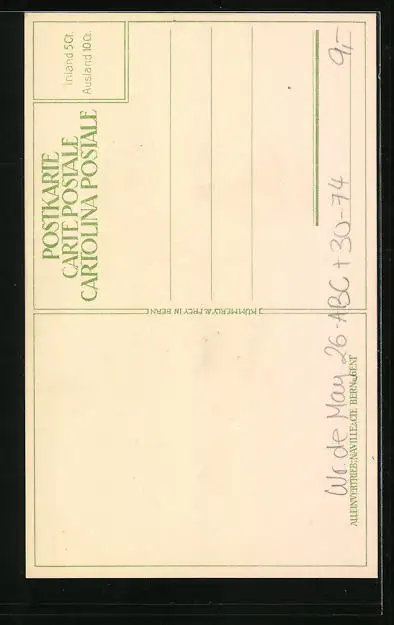 Inland 5 Ct.
Ausland 10 Ct.
POSTKARTE
CARTE POSTALE
CARTOLINA POSTALE
KÜMMERLY & FREY IN BERN
Wr. de May 26-ABC + 30-74 9,-
ALLEINVERTRIEB: NAVILLE & CIE BERN u. GENF